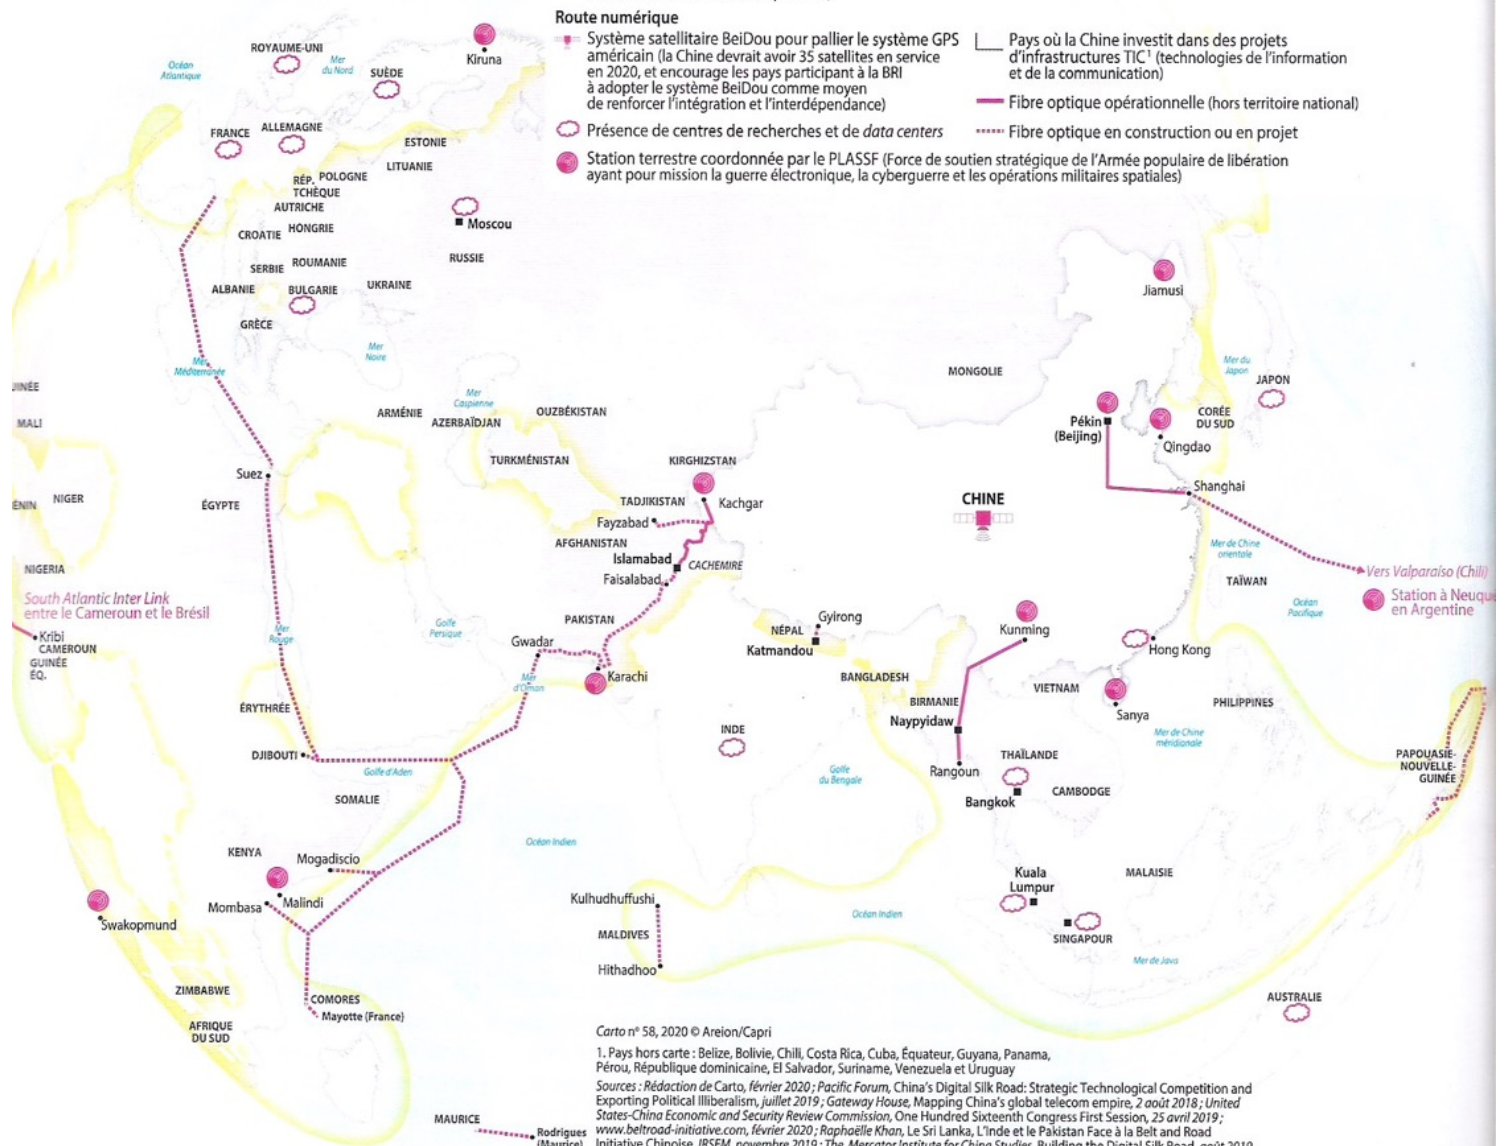 Route numérique
Système satellitaire BeiDou pour pallier le système GPS
américain (la Chine devrait avoir 35 satellites en service
en 2020, et encourage les pays participant à la BRI
à adopter le système BeiDou comme moyen
de renforcer l'intégration et l'interdépendance)
Présence de centres de recherches et de data centers
Station terrestre coordonnée par le PLASSF (Force de soutien stratégique de l'Armée populaire de libération
ayant pour mission la guerre électronique, la cyberguerre et les opérations militaires spatiales)
Pays où la Chine investit dans des projets
d'infrastructures TIC¹ (technologies de l'information
et de la communication)
Fibre optique opérationnelle (hors territoire national)
Fibre optique en construction ou en projet
Océan
Atlantique
ROYAUME-UNI
Mer
du Nord
SUÈDE
Kiruna
FRANCE
ALLEMAGNE
ESTONIE
LITUANIE
POLOGNE
RÉP.
TCHÈQUE
AUTRICHE
HONGRIE
CROATIE
Moscou
RUSSIE
SERBIE
ROUMANIE
ALBANIE
BULGARIE
UKRAINE
GRÈCE
Mer
Noire
Mer
Méditerranée
Jiamusi
MONGOLIE
Mer du
Japon
JAPON
MALI
ARMÉNIE
Mer
Caspienne
AZERBAÏDJAN
OUZBÉKISTAN
Pékin
(Beijing)
CORÉE
DU SUD
Qingdao
TURKMÉNISTAN
KIRGHIZSTAN
Suez
NIGER
ÉGYPTE
TADJIKISTAN
Kachgar
Fayzabad
CHINE
Shanghai
AFGHANISTAN
Islamabad
CACHEMIRE
Faisalabad
Mer de Chine
orientale
NIGERIA
Vers Valparaiso (Chili)
TAÏWAN
South Atlantic Inter Link
entre le Cameroun et le Brésil
Station à Neuqu
en Argentine
Océan
Pacifique
Kribi
CAMEROUN
GUINÉE
ÉQ.
Mer
Rouge
Golfe
Persique
PAKISTAN
Gwadar
Karachi
Mer
d'Oman
NÉPAL
Gyirong
Katmandou
Kunming
Hong Kong
BANGLADESH
VIETNAM
Sanya
PHILIPPINES
ÉRYTHRÉE
BIRMANIE
Naypyidaw
INDE
Mer de Chine
méridionale
DJIBOUTI
Golfe d'Aden
Golfe
du Bengale
THAÏLANDE
Rangoun
Bangkok
CAMBODGE
PAPOUASIE-
NOUVELLE-
GUINÉE
SOMALIE
Océan Indien
KENYA
Mogadiscio
Malindi
Mombasa
Swakopmund
Kuala
Lumpur
MALAISIE
SINGAPOUR
Kulhudhuffushi
MALDIVES
Hithadhoo
Océan Indien
Mer de Java
ZIMBABWE
COMORES
Mayotte (France)
AFRIQUE
DU SUD
AUSTRALIE
MAURICE
Rodrigues
(Maurice)
Carto n° 58, 2020 © Areion/Capri
1. Pays hors carte : Belize, Bolivie, Chili, Costa Rica, Cuba, Équateur, Guyana, Panama,
Pérou, République dominicaine, El Salvador, Suriname, Venezuela et Uruguay
Sources : Rédaction de Carto, février 2020 ; Pacific Forum, China's Digital Silk Road: Strategic Technological Competition and
Exporting Political Illiberalism, juillet 2019 ; Gateway House, Mapping China's global telecom empire, 2 août 2018 ; United
States-China Economic and Security Review Commission, One Hundred Sixteenth Congress First Session, 25 avril 2019 ;
www.beltroad-initiative.com, février 2020 ; Raphaëlle Khan, Le Sri Lanka, L'Inde et le Pakistan Face à la Belt and Road
Initiative Chinoise, IRSEM, novembre 2019 ; The Mercator Institute for China Studies, Building the Digital Silk Road, août 2019